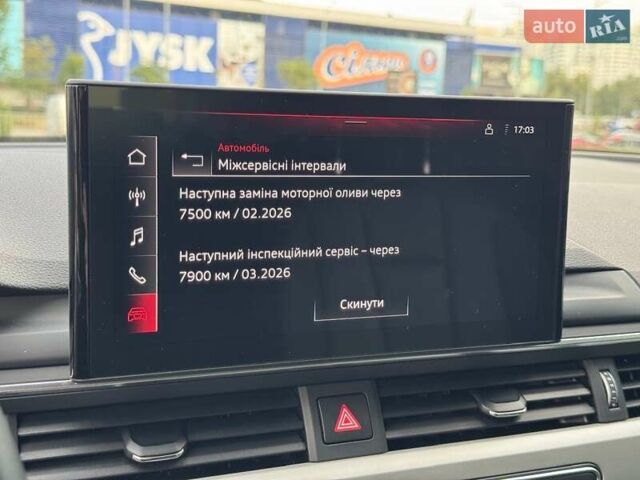 JYSK
Сільпо
auto RIA
.com
17:03
Автомобіль
Міжсервісні інтервали
Наступна заміна моторної оливи через
7500 км / 02.2026
Наступний інспекційний сервіс – через
7900 км / 03.2026
Скинути